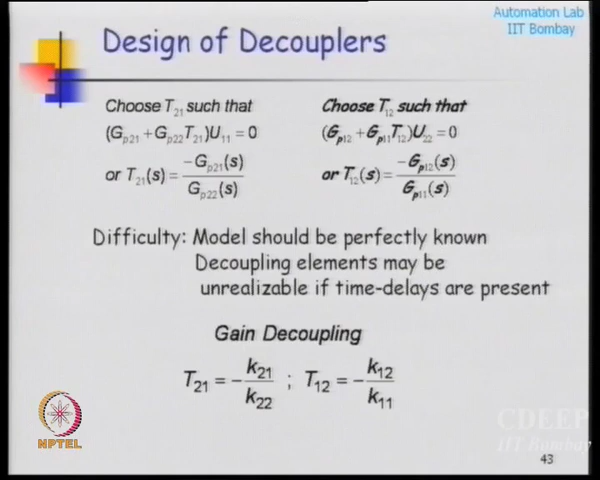 Automation Lab
IIT Bombay
Design of Decouplers
Choose T₂₁ such that
(Gₚ₂₁ + Gₚ₂₂T₂₁)U₁₁ = 0
or T₂₁(s) = -Gₚ₂₁(s) / Gₚ₂₂(s)
Choose T₁₂ such that
(Gₚ₁₂ + Gₚ₁₁T₁₂)U₂₂ = 0
or T₁₂(s) = -Gₚ₁₂(s) / Gₚ₁₁(s)
Difficulty: Model should be perfectly known
Decoupling elements may be
unrealizable if time-delays are present
Gain Decoupling
T₂₁ = - k₂₁ / k₂₂ ; T₁₂ = - k₁₂ / k₁₁
NPTEL
CDEEP
IIT Bombay
43